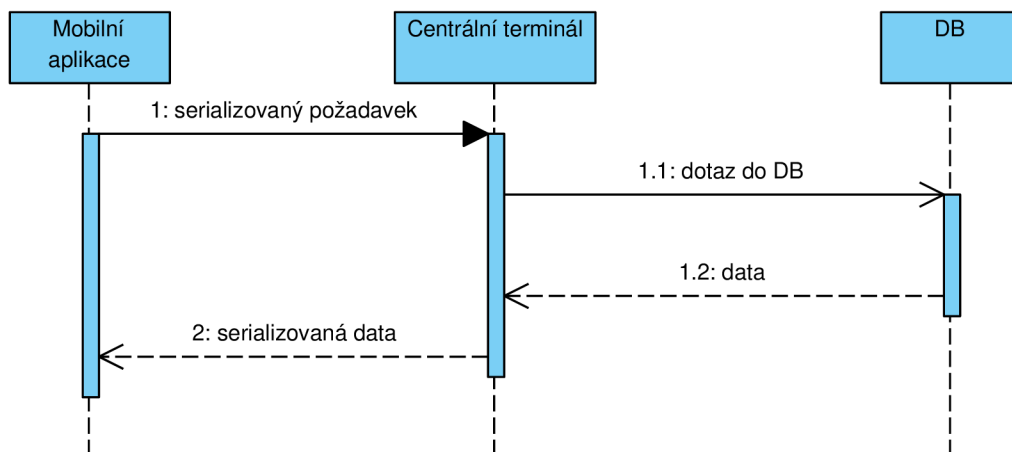 Mobilní
aplikace
Centrální terminál
DB
1: serializovaný požadavek
1.1: dotaz do DB
1.2: data
2: serializovaná data